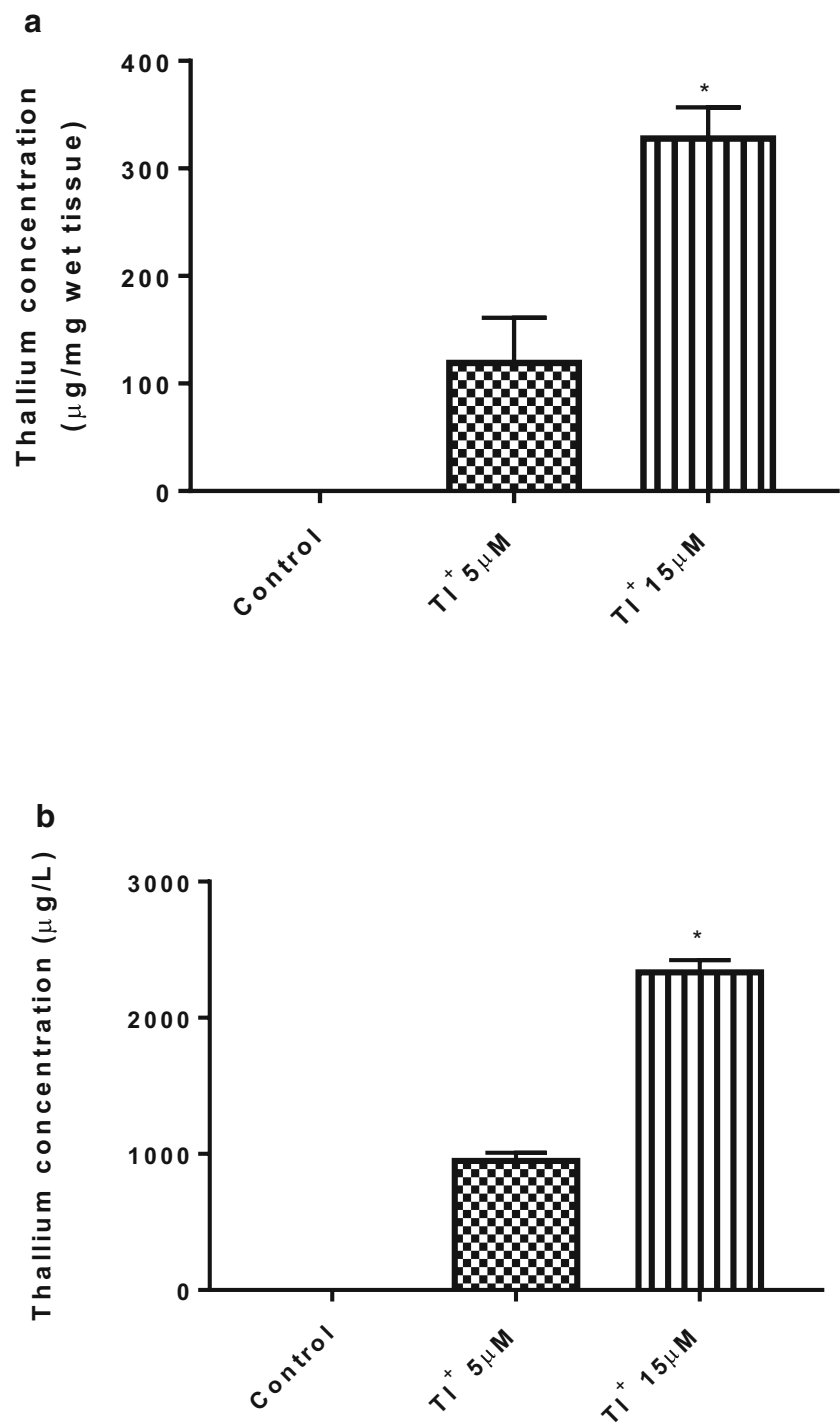 a
Thallium concentration
(μg/mg wet tissue)
400
300
200
100
0
*
Control
Tl⁺ 5μM
Tl⁺ 15μM
b
Thallium concentration (μg/L)
3000
2000
1000
0
*
Control
Tl⁺ 5μM
Tl⁺ 15μM